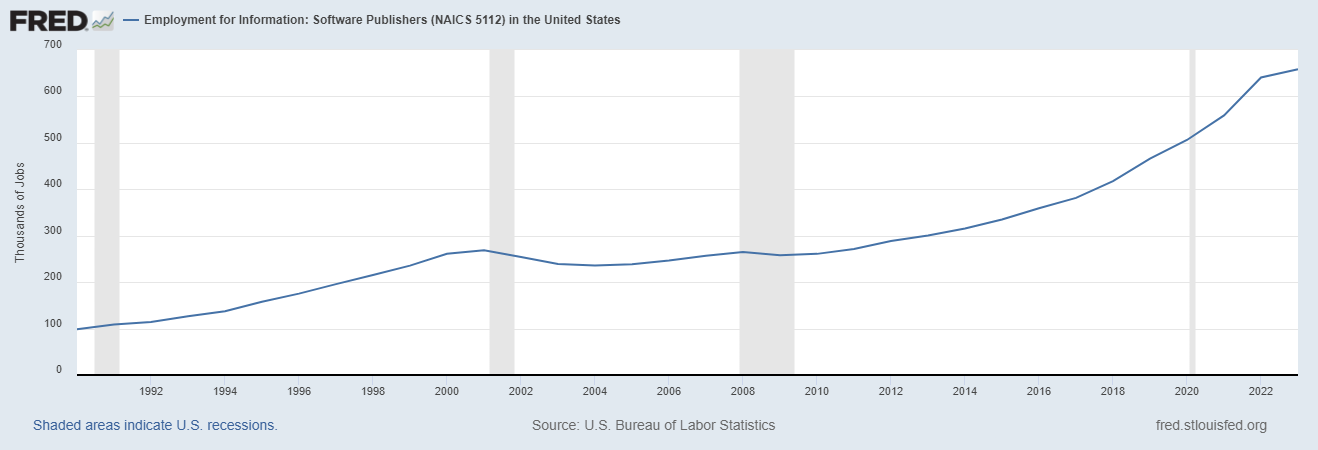 FRED Employment for Information: Software Publishers (NAICS 5112) in the United States
700
600
500
400
300
200
100
0
Thousands of Jobs
1992 1994 1996 1998 2000 2002 2004 2006 2008 2010 2012 2014 2016 2018 2020 2022
Shaded areas indicate U.S. recessions. Source: U.S. Bureau of Labor Statistics fred.stlouisfed.org